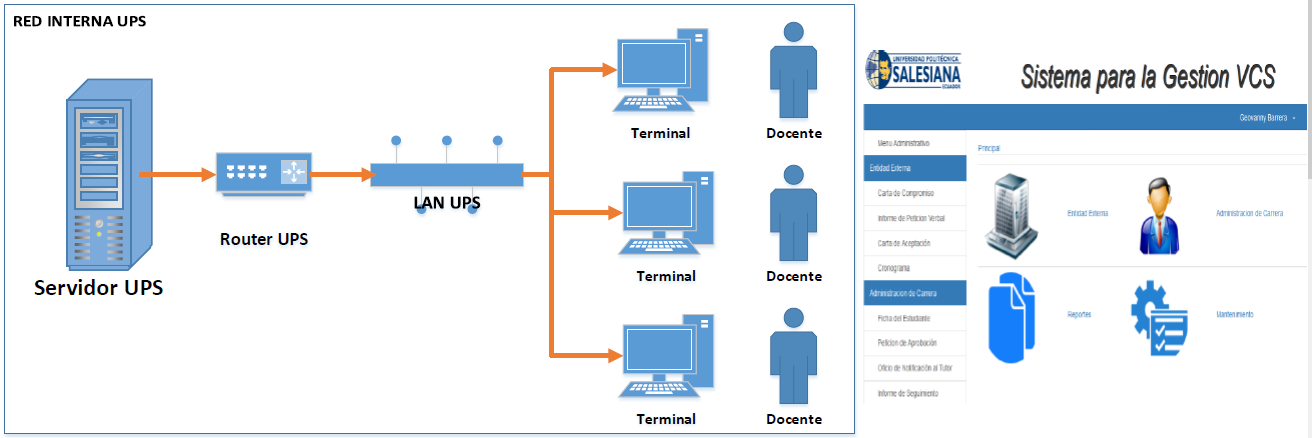 RED INTERNA UPS
Servidor UPS
Router UPS
LAN UPS
Terminal
Docente
Terminal
Docente
Terminal
Docente
UNIVERSIDAD POLITÉCNICA
SALESIANA
ECUADOR
Sistema para la Gestion VCS
Geovanny Barrera
Menu Administrativo
Entidad Externa
Carta de Compromiso
Informe de Peticion Verbal
Carta de Aceptación
Cronograma
Administracion de Carrera
Ficha del Estudiante
Peticion de Aprobación
Oficio de Notificación al Tutor
Informe de Seguimiento
Principal
Entidad Externa
Administracion de Carrera
Reportes
Mantenimiento